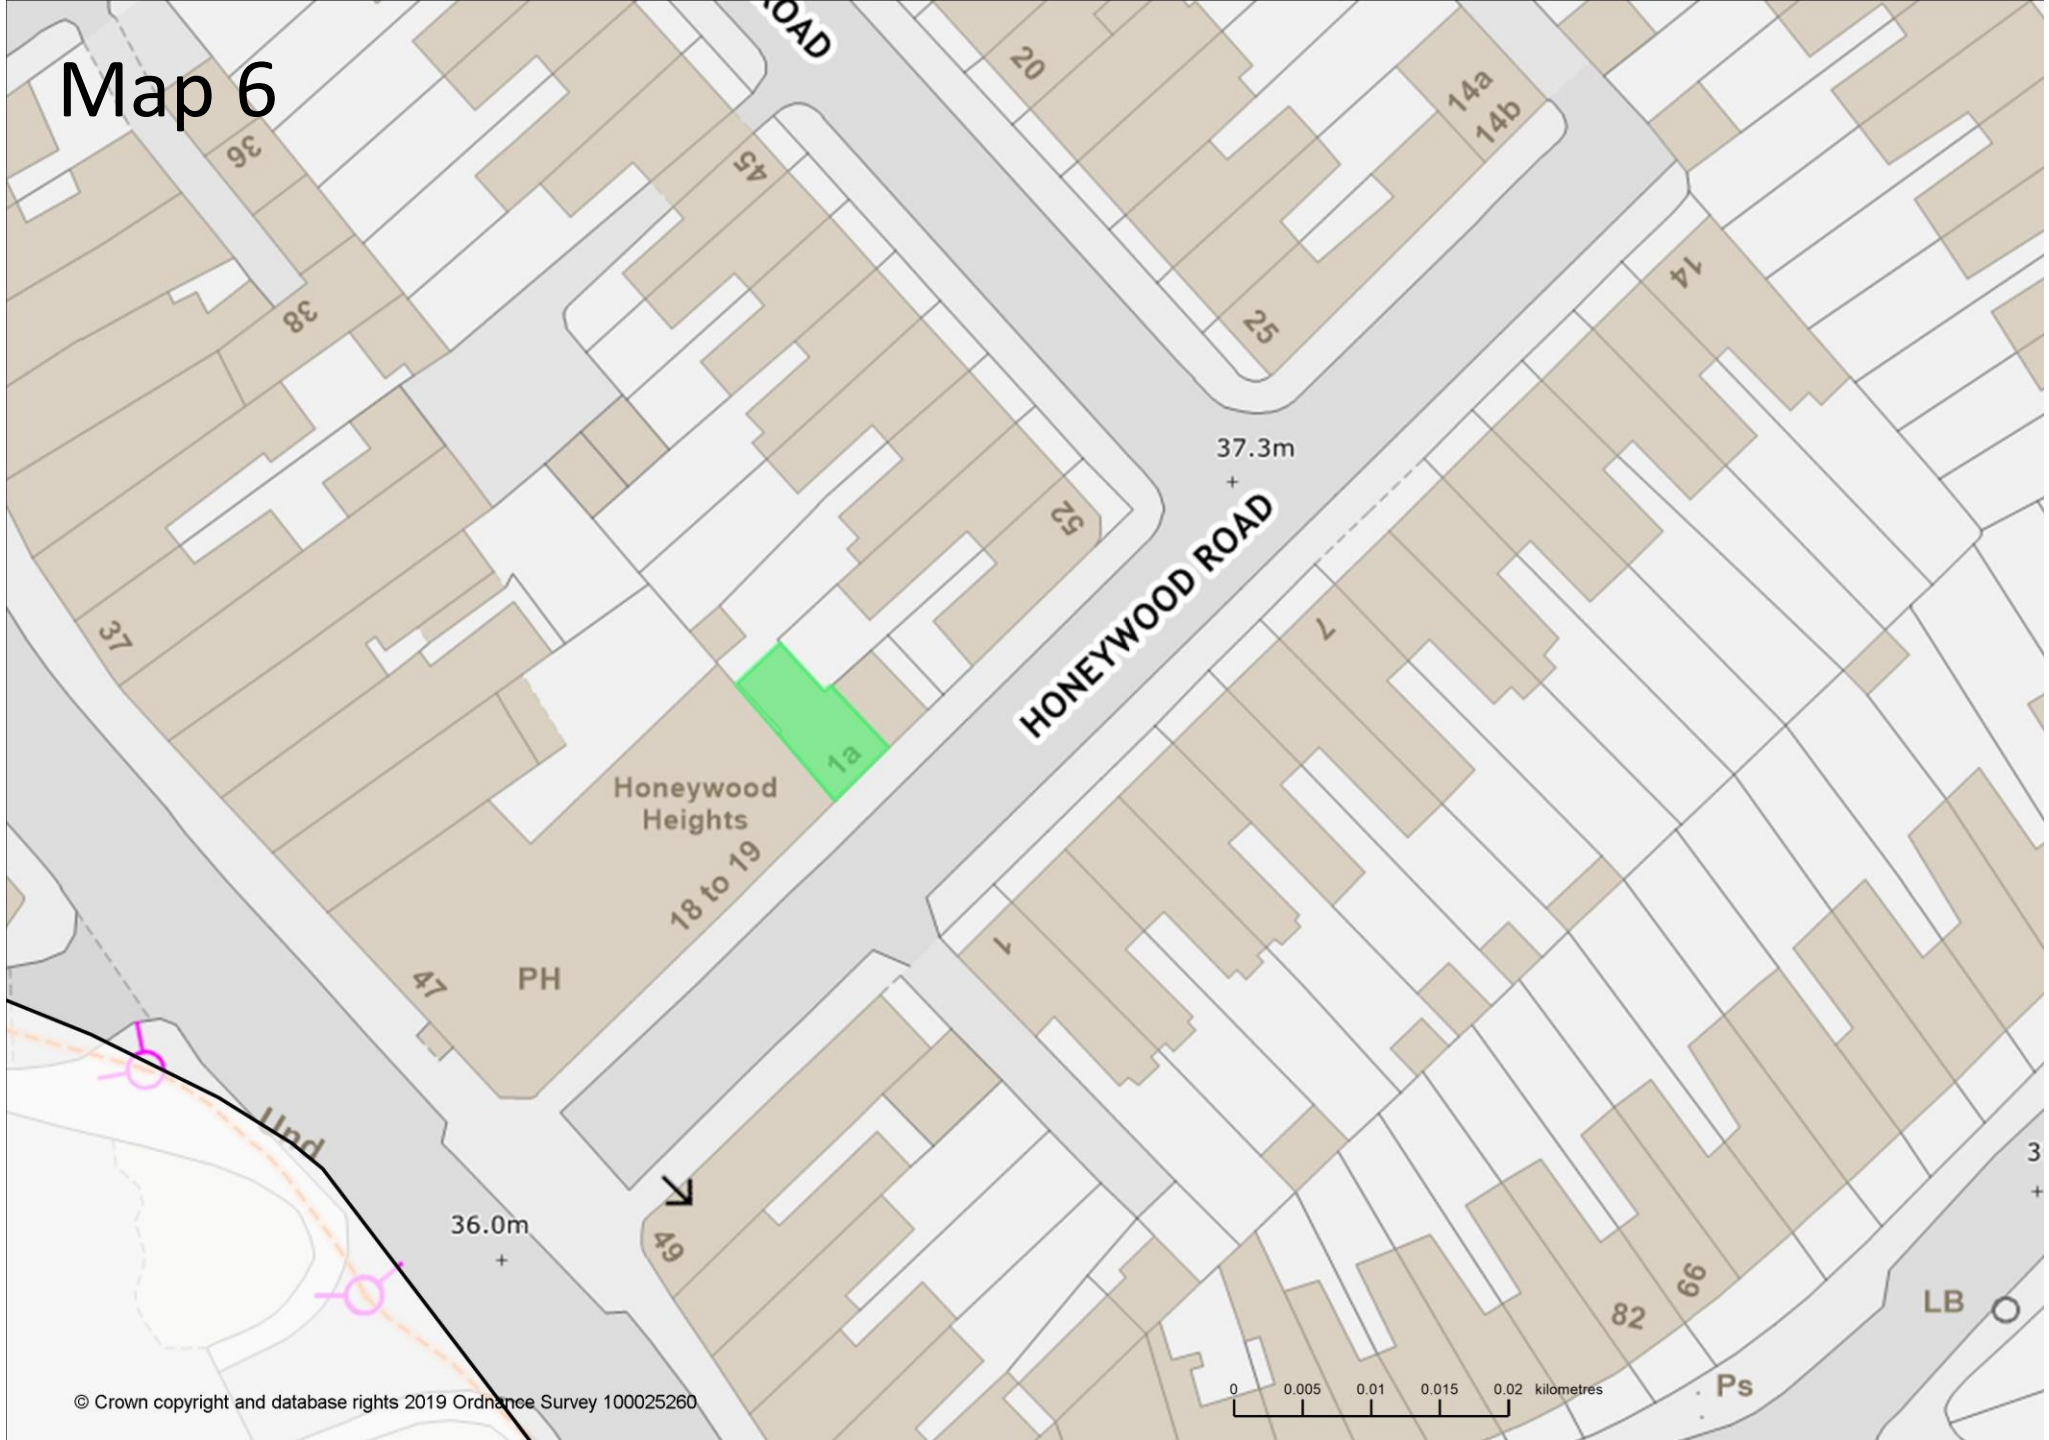 Map 6
ROAD
20
14a
14b
36
45
14
38
25
37.3m
52
HONEYWOOD ROAD
7
37
1a
Honeywood
Heights
18 to 19
1
47
PH
Und
36.0m
49
3
66
82
LB
Ps
0 0.005 0.01 0.015 0.02 kilometres
© Crown copyright and database rights 2019 Ordnance Survey 100025260